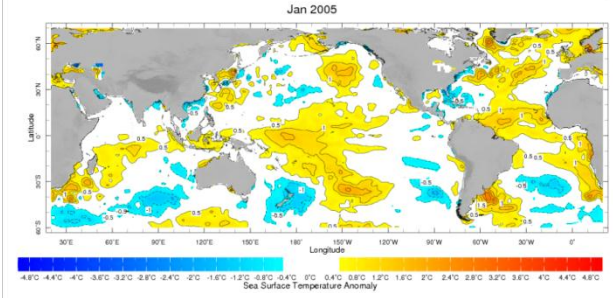 Jan 2005
60°N
30°N
0°
30°S
60°S
Latitude
30°E 60°E 90°E 120°E 150°E 180° 150°W 120°W 90°W 60°W 30°W 0°
Longitude
-4.8°C -4.4°C -4°C -3.6°C -3.2°C -2.8°C -2.4°C -2°C -1.6°C -1.2°C -0.8°C -0.4°C 0°C 0.4°C 0.8°C 1.2°C 1.6°C 2°C 2.4°C 2.8°C 3.2°C 3.6°C 4°C 4.4°C 4.8°C
Sea Surface Temperature Anomaly